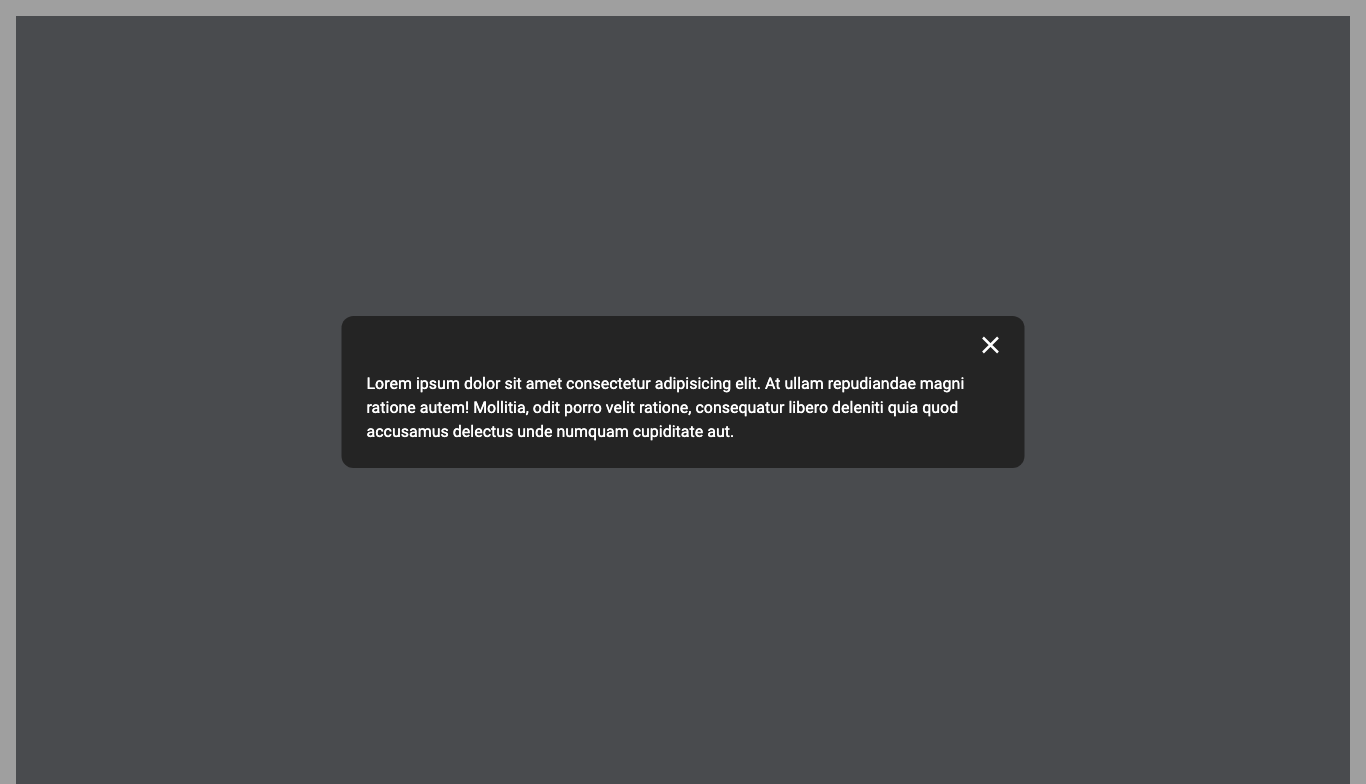 Lorem ipsum dolor sit amet consectetur adipisicing elit. At ullam repudiandae magni
ratione autem! Mollitia, odit porro velit ratione, consequatur libero deleniti quia quod
accusamus delectus unde numquam cupiditate aut.